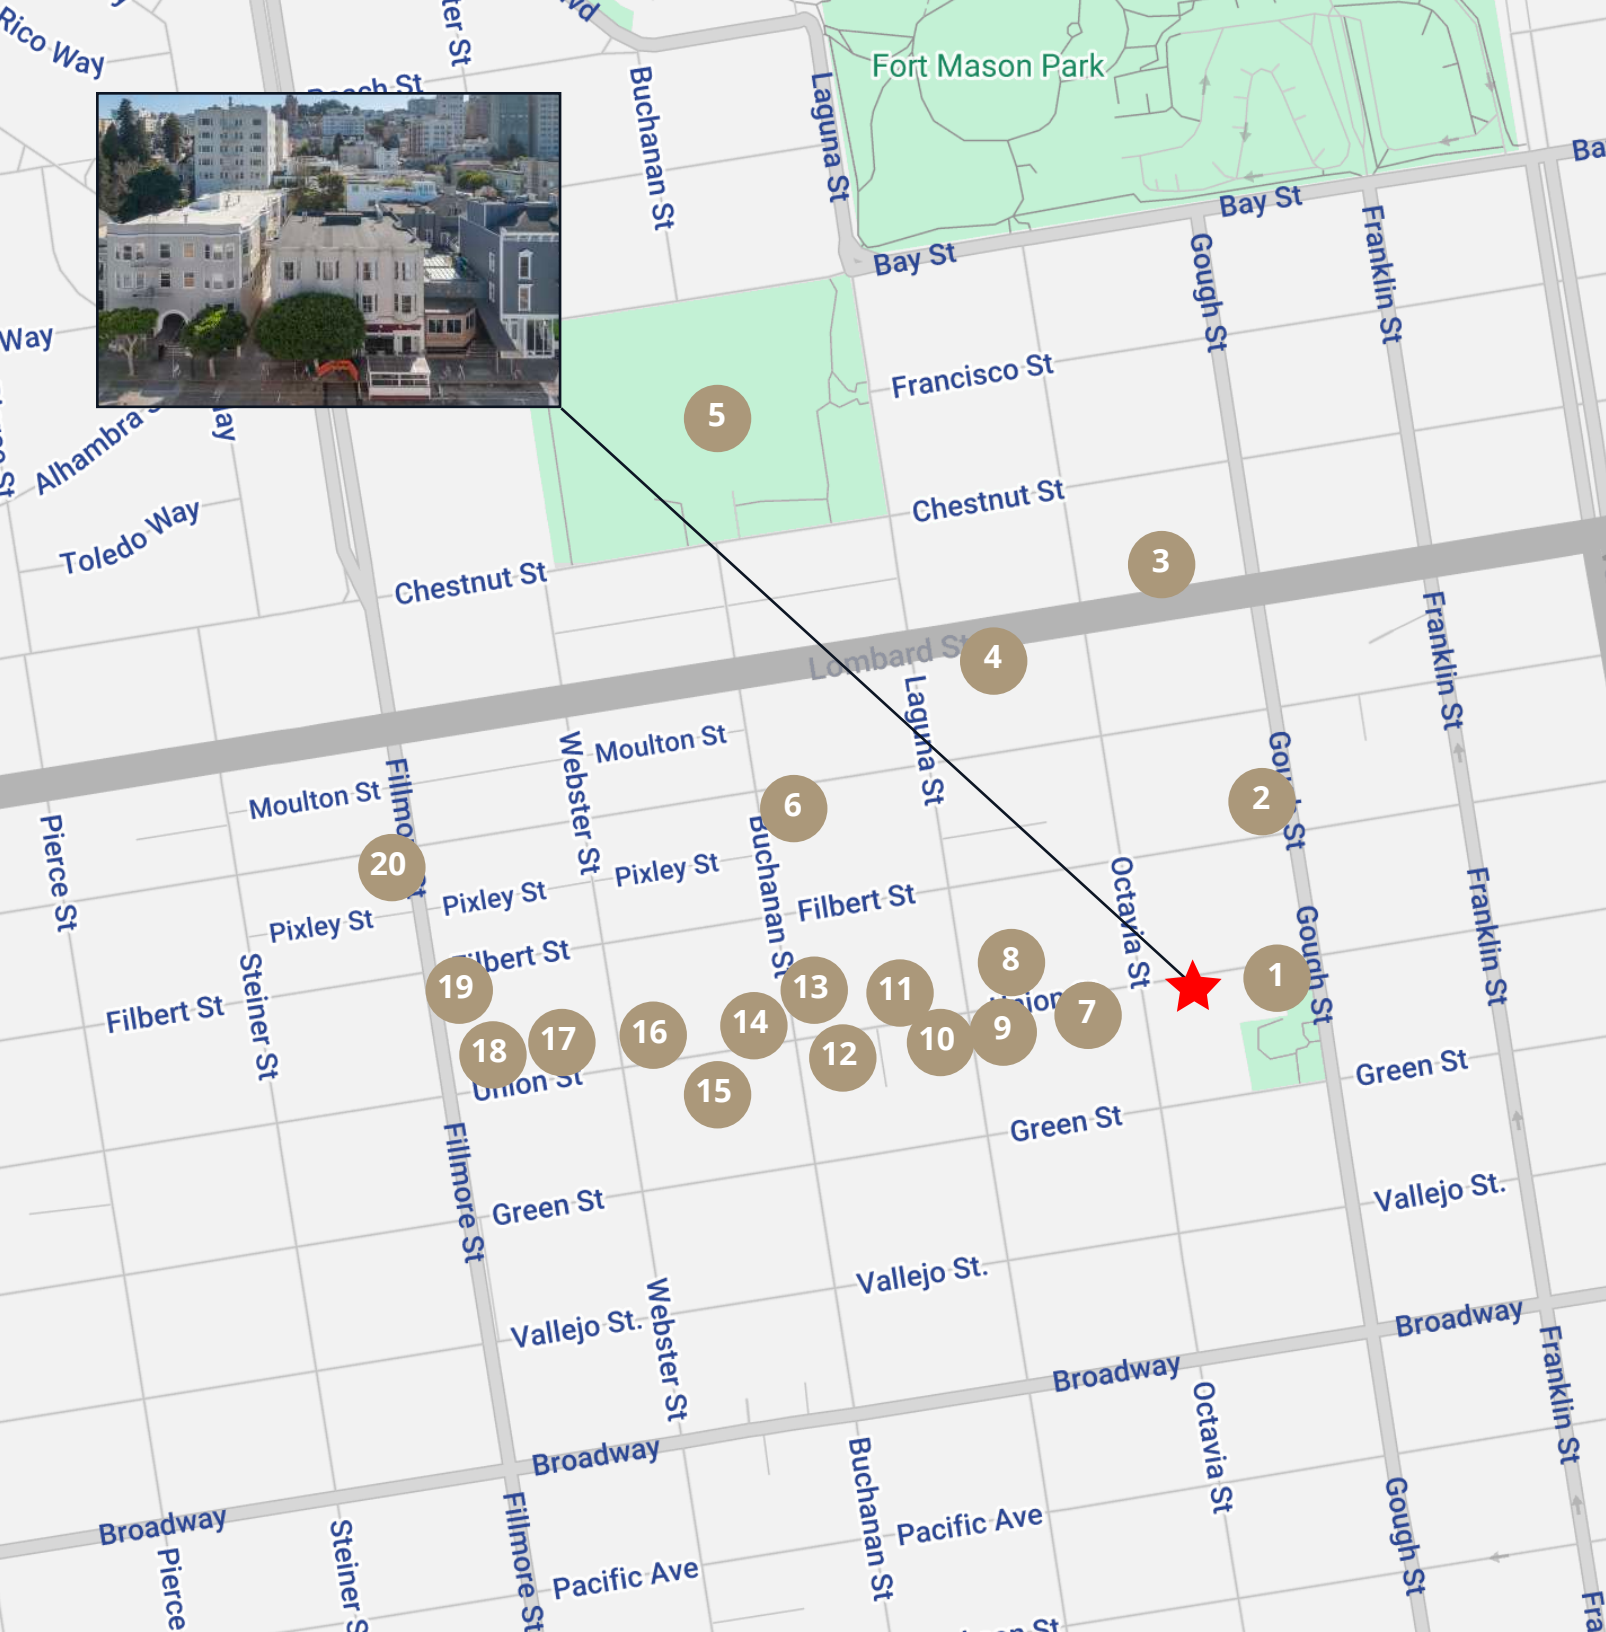 Rico Way
Fort Mason Park
Buchanan St
Laguna St
Bay St
Bay St
Gough St
Franklin St
Way
Francisco St
Alhambra
Chestnut St
Toledo Way
Chestnut St
5
3
4
Lombard St
Laguna St
Franklin St
Moulton St
Moulton St
Webster St
2
6
Pierce St
20
Pixley St
Pixley St
Pixley St
Buchanan St
Filbert St
Octavia St
Gough St
Franklin St
Filbert St
Filbert St
Steiner St
19
8
1
13
11
7
14
16
17
18
12
10
9
15
Union St
Green St
Green St
Fillmore St
Green St
Vallejo St.
Vallejo St.
Vallejo St.
Webster St
Broadway
Broadway
Broadway
Broadway
Franklin St
Octavia St
Buchanan St
Gough St
Pacific Ave
Pacific Ave
Pierce
Steiner S
Fillmore St